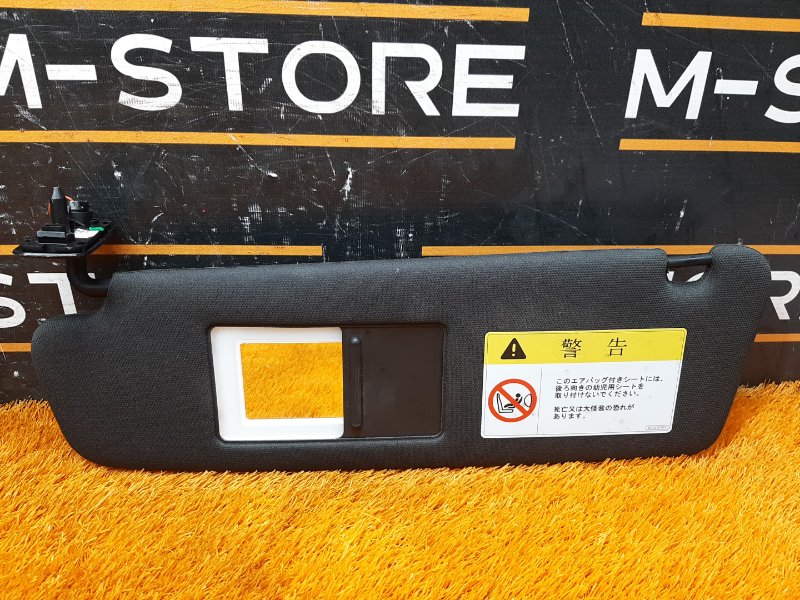 M-STORE
M-STORE
警告
このエアバッグ付きシートには、
後ろ向きの幼児用シートを
取り付けないでください。
死亡又は大怪我の恐れが
あります。